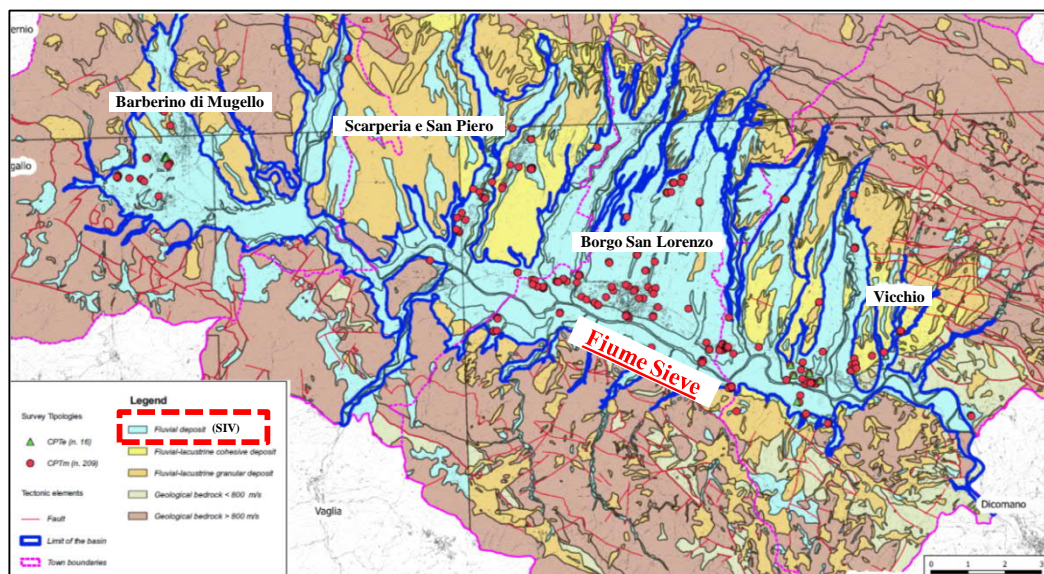 ernio
Barberino di Mugello
Scarperia e San Piero
gallo
Borgo San Lorenzo
Vicchio
Fiume Sieve
Legend
Survey Tipologies
CPTe (n. 16)
CPTm (n. 209)
Tectonic elements
Fault
Limit of the basin
Town boundaries
Fluvial deposit (SIV)
Fluvial-lacustrine cohesive deposit
Fluvial-lacustrine granular deposit
Geological bedrock < 800 m/s
Geological bedrock > 800 m/s
Vaglia
Dicomano
0 1 2 3